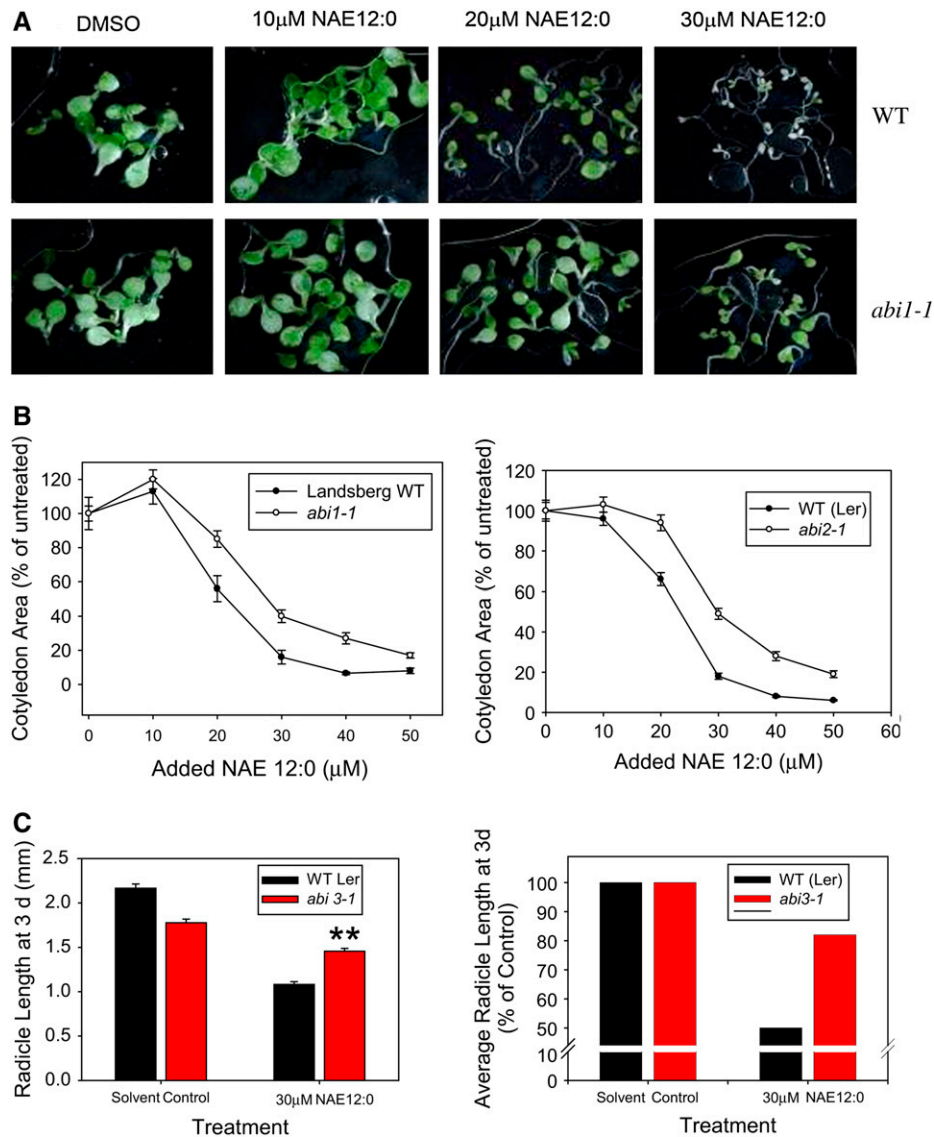 A
DMSO
10μM NAE12:0
20μM NAE12:0
30μM NAE12:0
WT
abi1-1
B
Cotyledon Area (% of untreated)
120
100
80
60
40
20
0
Landsberg WT
abi1-1
0 10 20 30 40 50
Added NAE 12:0 (μM)
Cotyledon Area (% of untreated)
120
100
80
60
40
20
0
WT (Ler)
abi2-1
0 10 20 30 40 50 60
Added NAE 12:0 (μM)
C
Radicle Length at 3 d (mm)
2.5
2.0
1.5
1.0
0.5
0.0
WT Ler
abi 3-1
**
Solvent Control
30μM NAE12:0
Treatment
Average Radicle Length at 3d
(% of Control)
100
90
80
70
60
50
10
0
WT (Ler)
abi3-1
Solvent Control
30μM NAE12:0
Treatment